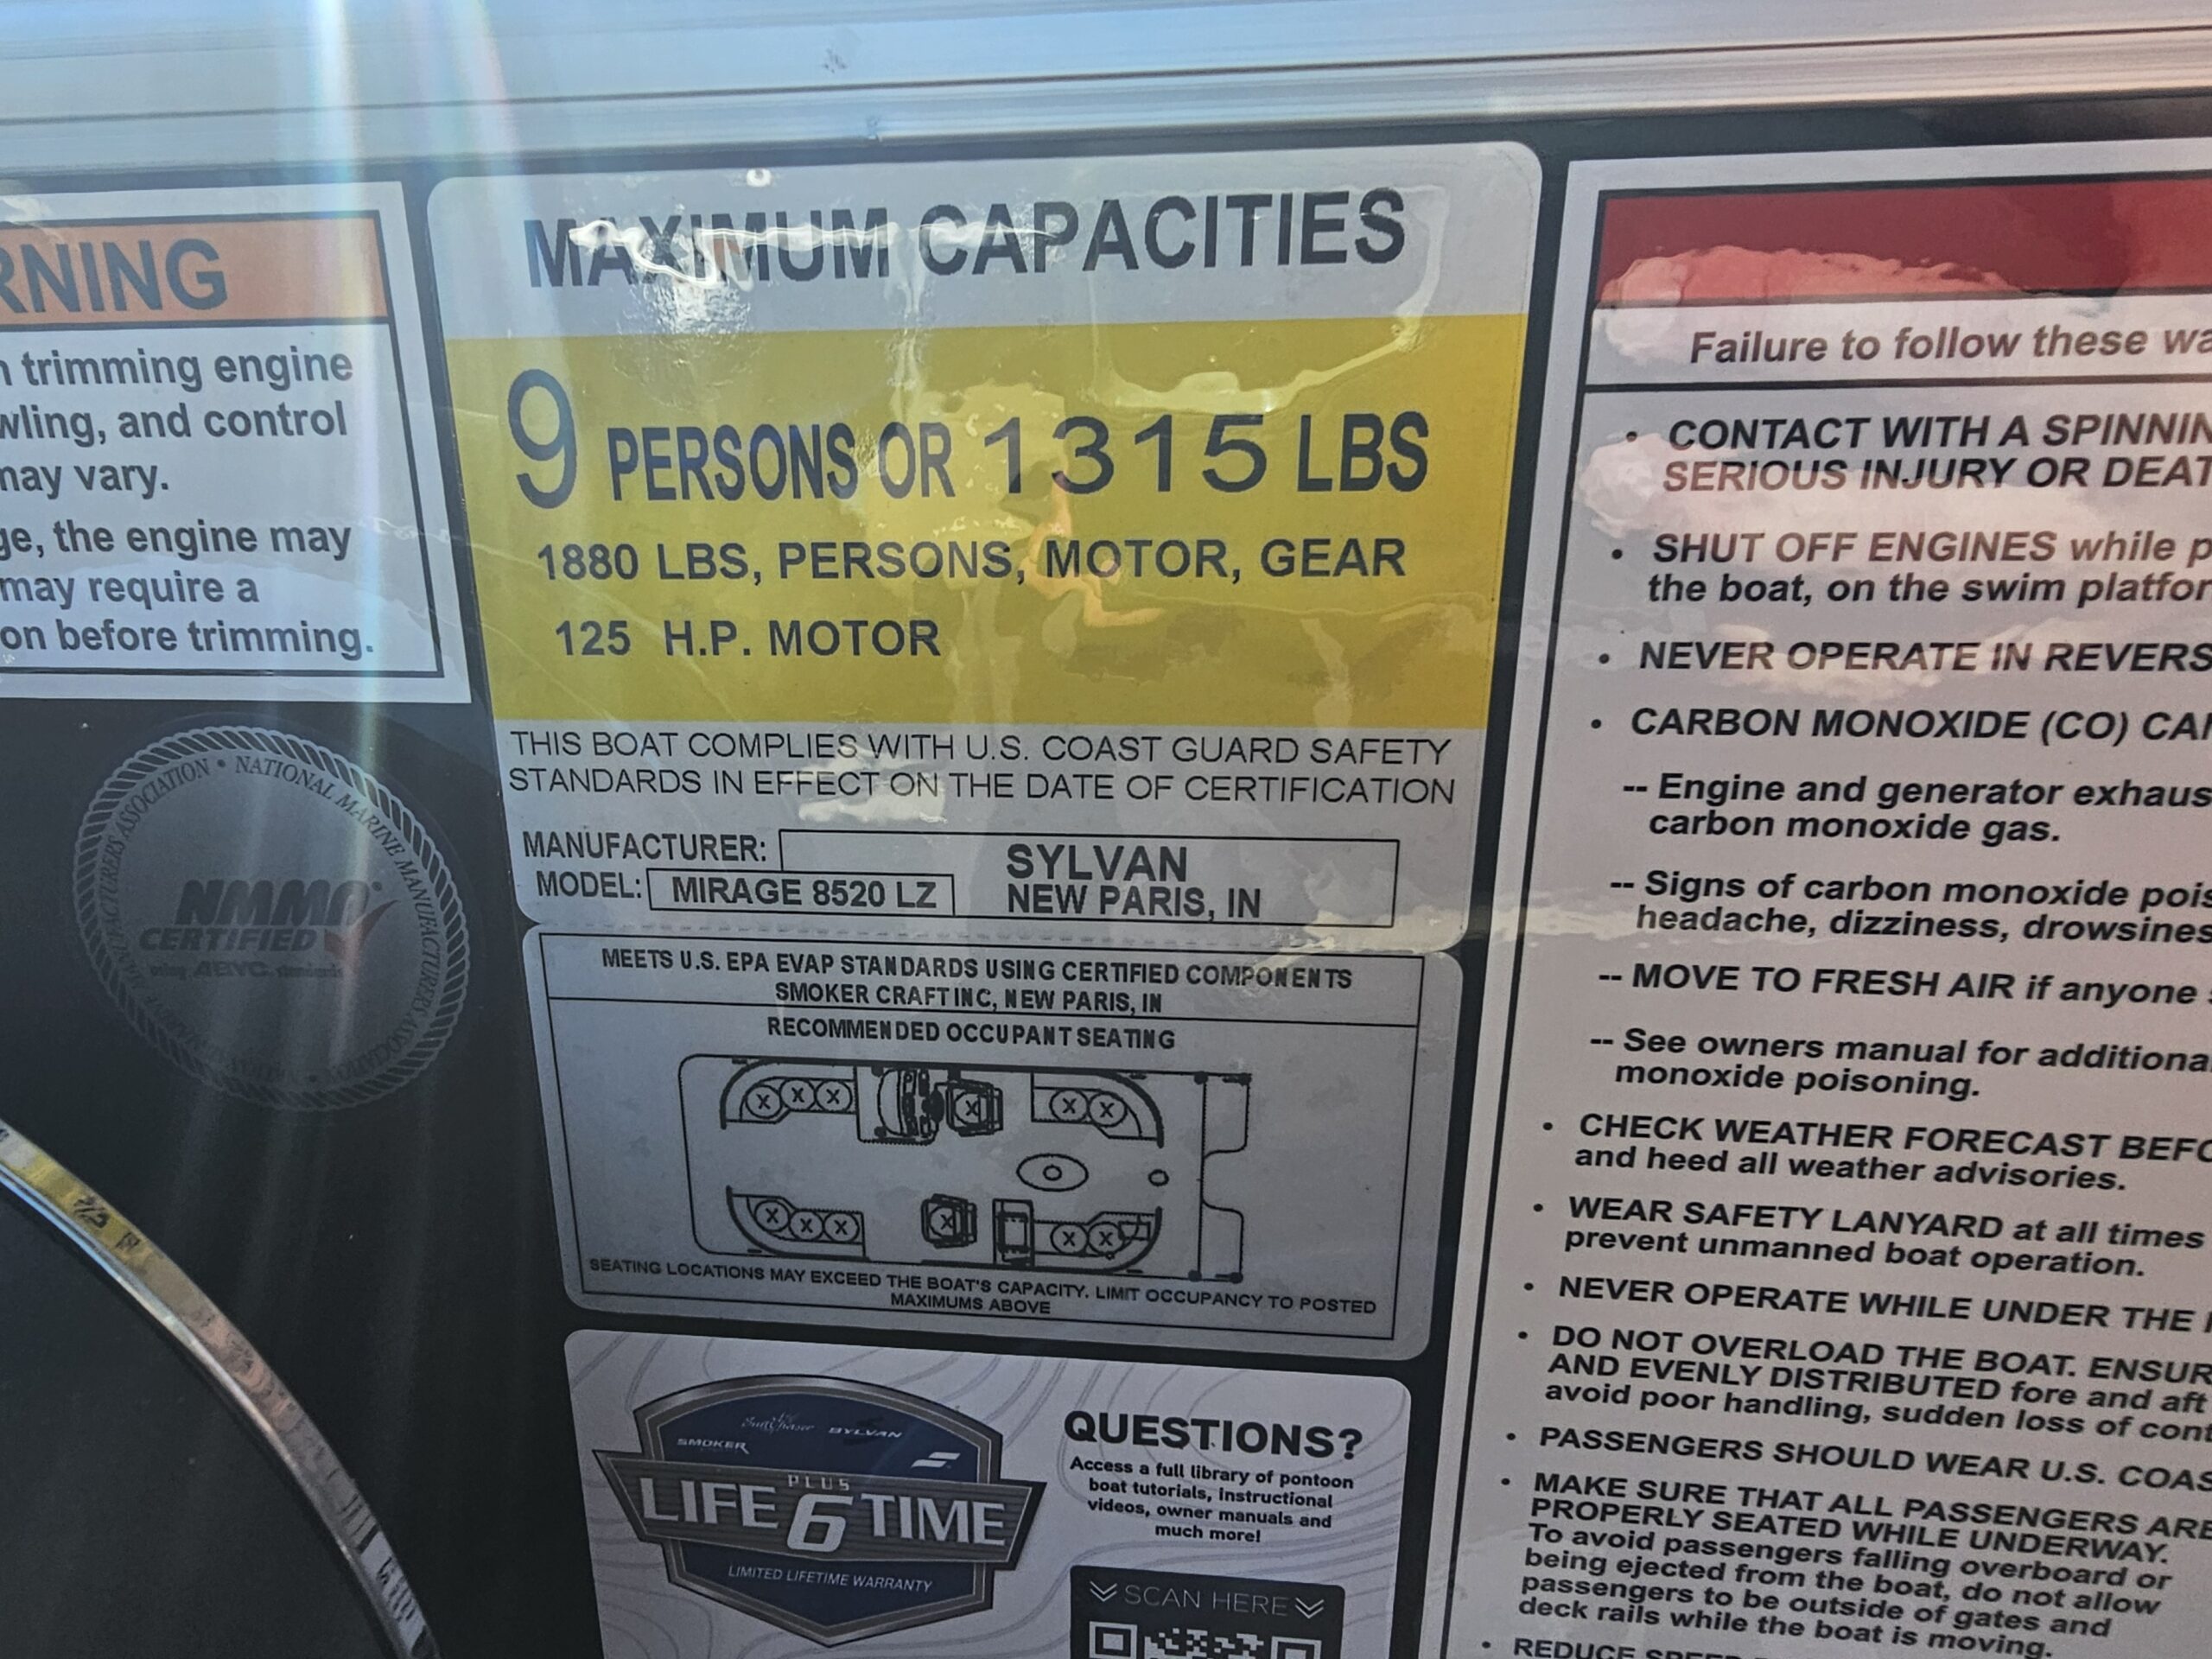 RNING
trimming engine
wling, and control
may vary.
ge, the engine may
may require a
on before trimming.
NATIONAL MARINE MANUFACTURERS ASSOCIATION •
NMMA
CERTIFIED
using ABYC standards
MAXIMUM CAPACITIES
9 PERSONS OR 1315 LBS
1880 LBS, PERSONS, MOTOR, GEAR
125 H.P. MOTOR
THIS BOAT COMPLIES WITH U.S. COAST GUARD SAFETY
STANDARDS IN EFFECT ON THE DATE OF CERTIFICATION
MANUFACTURER: SYLVAN
MODEL: MIRAGE 8520 LZ NEW PARIS, IN
MEETS U.S. EPA EVAP STANDARDS USING CERTIFIED COMPONENTS
SMOKER CRAFT INC, NEW PARIS, IN
RECOMMENDED OCCUPANT SEATING
X X X X X X
X X X X X X
SEATING LOCATIONS MAY EXCEED THE BOAT'S CAPACITY. LIMIT OCCUPANCY TO POSTED
MAXIMUMS ABOVE
SunChaser SYLVAN
SMOKER
PLUS
LIFE 6 TIME
LIMITED LIFETIME WARRANTY
QUESTIONS?
Access a full library of pontoon
boat tutorials, instructional
videos, owner manuals and
much more!
SCAN HERE
Failure to follow these wa
• CONTACT WITH A SPINNIN
SERIOUS INJURY OR DEAT
• SHUT OFF ENGINES while p
the boat, on the swim platfor
• NEVER OPERATE IN REVERS
• CARBON MONOXIDE (CO) CA
-- Engine and generator exhaus
carbon monoxide gas.
-- Signs of carbon monoxide pois
headache, dizziness, drowsines
-- MOVE TO FRESH AIR if anyone
-- See owners manual for additiona
monoxide poisoning.
• CHECK WEATHER FORECAST BEFO
and heed all weather advisories.
• WEAR SAFETY LANYARD at all times
prevent unmanned boat operation.
• NEVER OPERATE WHILE UNDER THE
• DO NOT OVERLOAD THE BOAT. ENSUR
AND EVENLY DISTRIBUTED fore and aft
avoid poor handling, sudden loss of cont
• PASSENGERS SHOULD WEAR U.S. COAS
• MAKE SURE THAT ALL PASSENGERS ARE
PROPERLY SEATED WHILE UNDERWAY.
To avoid passengers falling overboard or
being ejected from the boat, do not allow
passengers to be outside of gates and
deck rails while the boat is moving.
• REDUCE SPEED